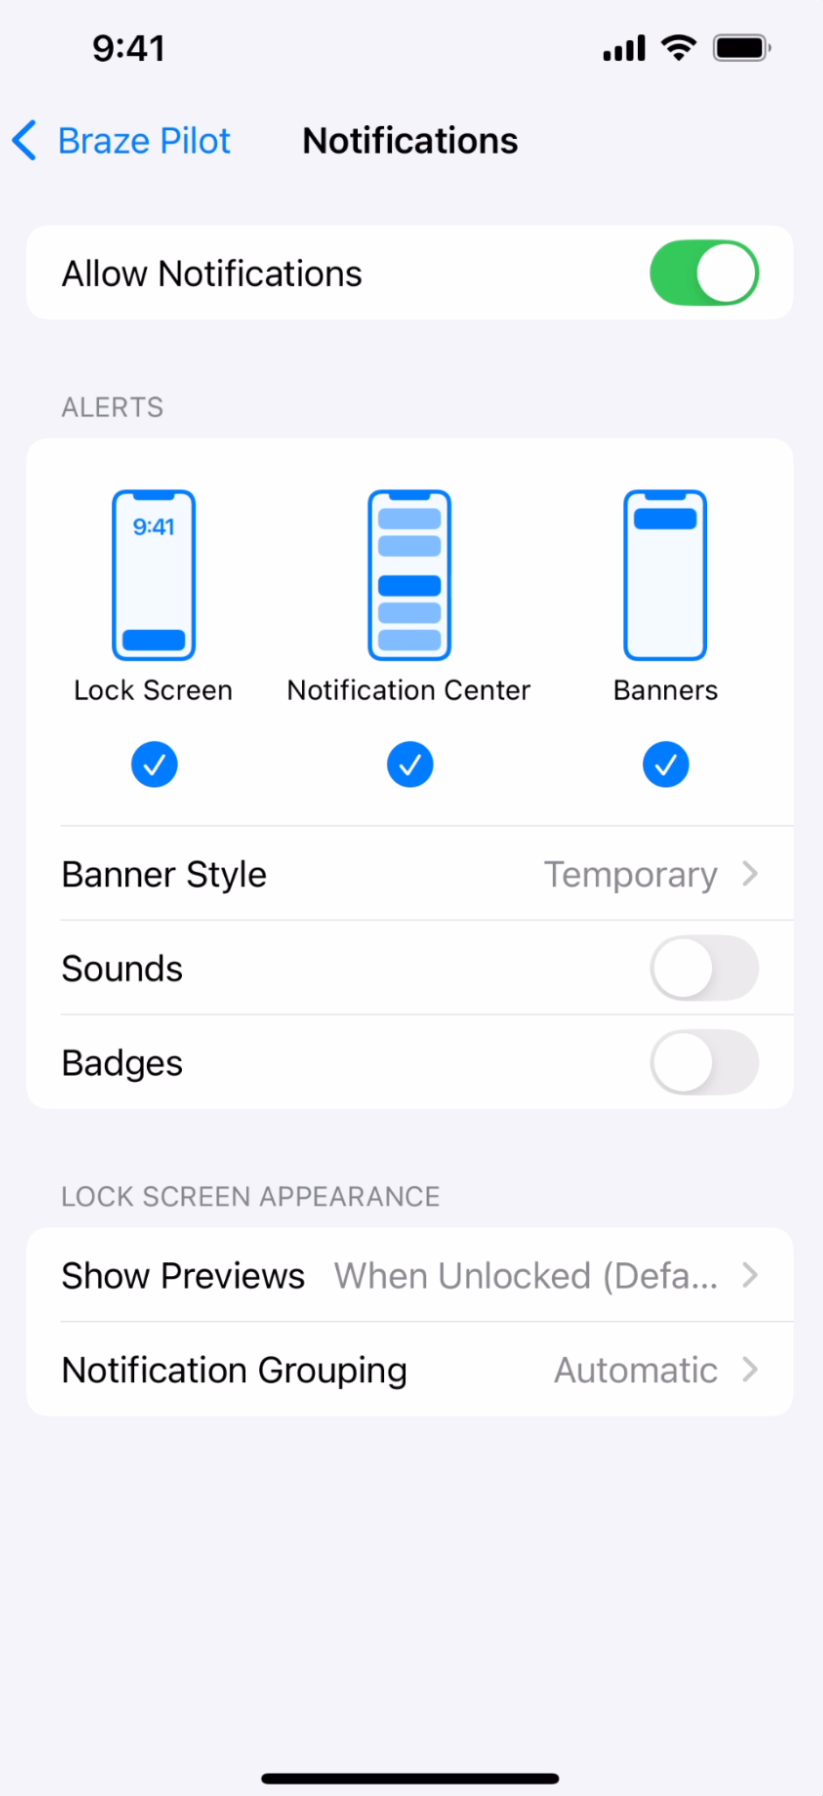 9:41
Braze Pilot Notifications
Allow Notifications
ALERTS
9:41
Lock Screen Notification Center Banners
Banner Style Temporary
Sounds
Badges
LOCK SCREEN APPEARANCE
Show Previews When Unlocked (Defa...
Notification Grouping Automatic